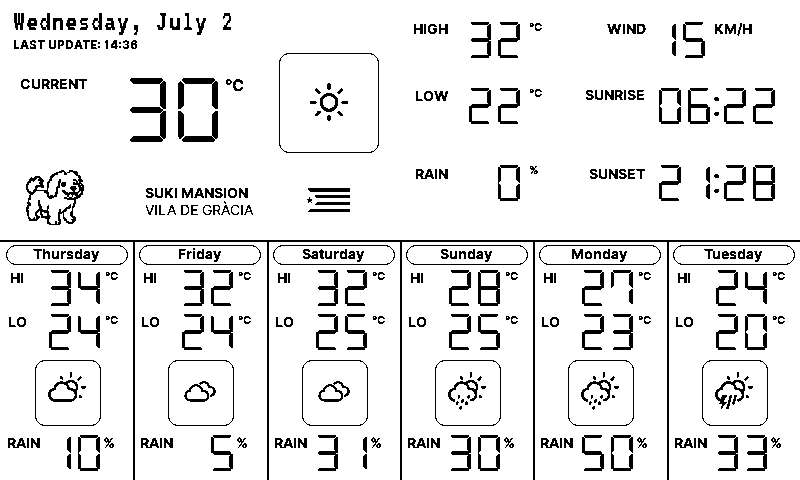 Wednesday, July 2
LAST UPDATE: 14:36
CURRENT 30 °C
SUKI MANSION
VILA DE GRÀCIA
HIGH 32 °C
LOW 22 °C
RAIN 0 %
WIND 15 KM/H
SUNRISE 06:22
SUNSET 21:28
Thursday
HI 34 °C
LO 24 °C
RAIN 10 %
Friday
HI 32 °C
LO 24 °C
RAIN 5 %
Saturday
HI 32 °C
LO 25 °C
RAIN 31 %
Sunday
HI 28 °C
LO 25 °C
RAIN 30 %
Monday
HI 27 °C
LO 23 °C
RAIN 50 %
Tuesday
HI 24 °C
LO 20 °C
RAIN 33 %